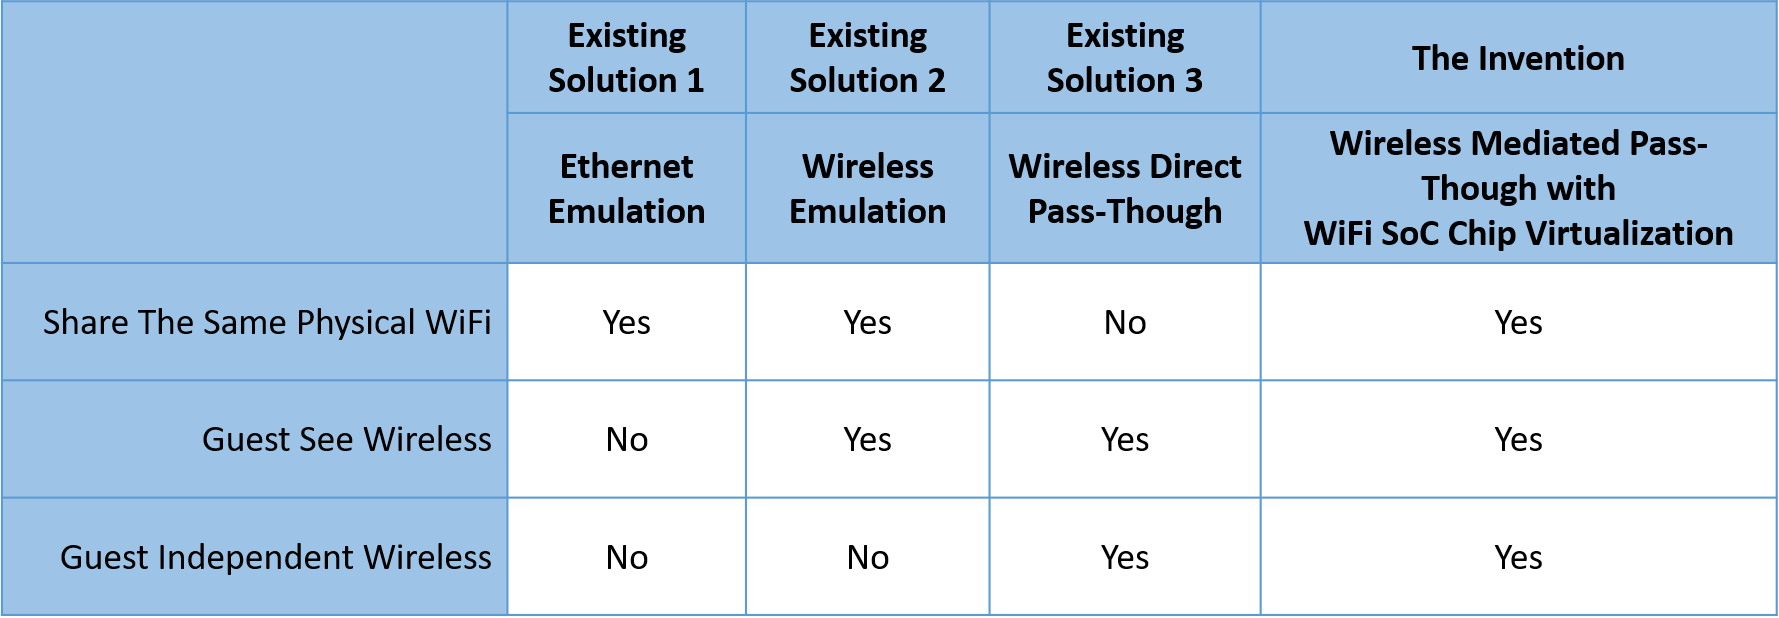 Existing
Solution 1
Existing
Solution 2
Existing
Solution 3
The Invention
Ethernet
Emulation
Wireless
Emulation
Wireless Direct
Pass-Though
Wireless Mediated Pass-
Though with
WiFi SoC Chip Virtualization
Share The Same Physical WiFi
Yes
Yes
No
Yes
Guest See Wireless
No
Yes
Yes
Yes
Guest Independent Wireless
No
No
Yes
Yes